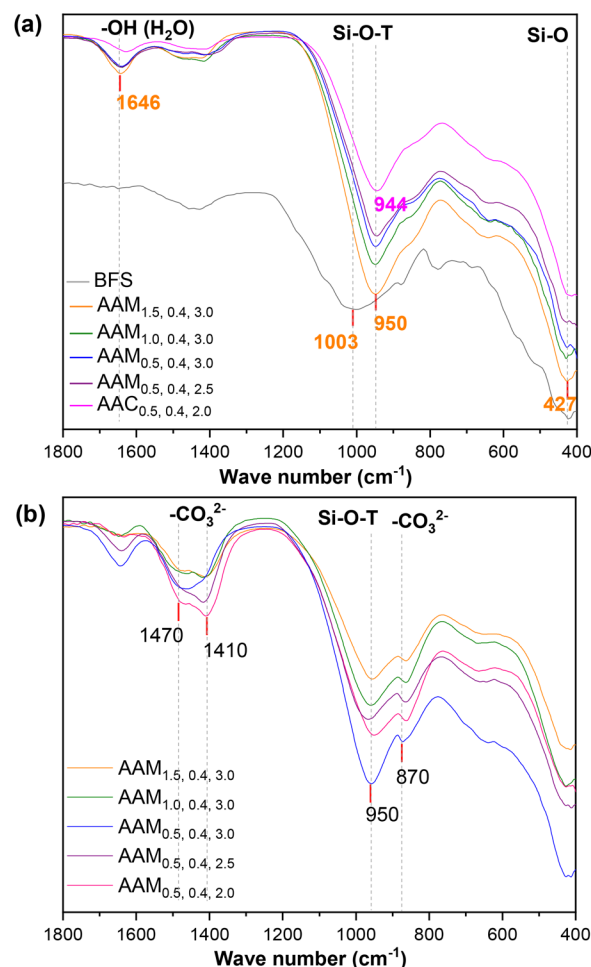 (a)
-OH (H₂O)
Si-O-T
Si-O
1646
944
950
1003
427
BFS
AAM1.5, 0.4, 3.0
AAM1.0, 0.4, 3.0
AAM0.5, 0.4, 3.0
AAM0.5, 0.4, 2.5
AAC0.5, 0.4, 2.0
1800 1600 1400 1200 1000 800 600 400
Wave number (cm⁻¹)
(b)
-CO₃²⁻
Si-O-T
-CO₃²⁻
1470
1410
870
950
AAM1.5, 0.4, 3.0
AAM1.0, 0.4, 3.0
AAM0.5, 0.4, 3.0
AAM0.5, 0.4, 2.5
AAM0.5, 0.4, 2.0
1800 1600 1400 1200 1000 800 600 400
Wave number (cm⁻¹)